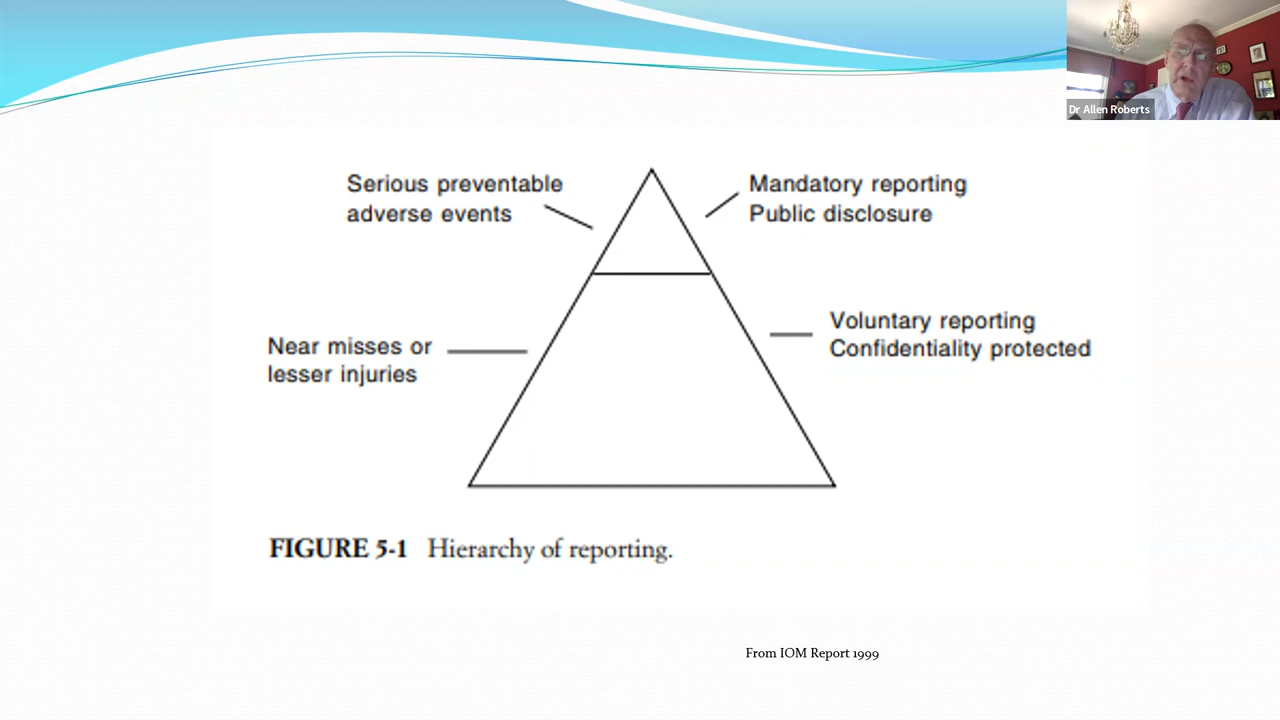 Dr Allen Roberts
Serious preventable
adverse events
Mandatory reporting
Public disclosure
Near misses or
lesser injuries
Voluntary reporting
Confidentiality protected
FIGURE 5-1 Hierarchy of reporting.
From IOM Report 1999